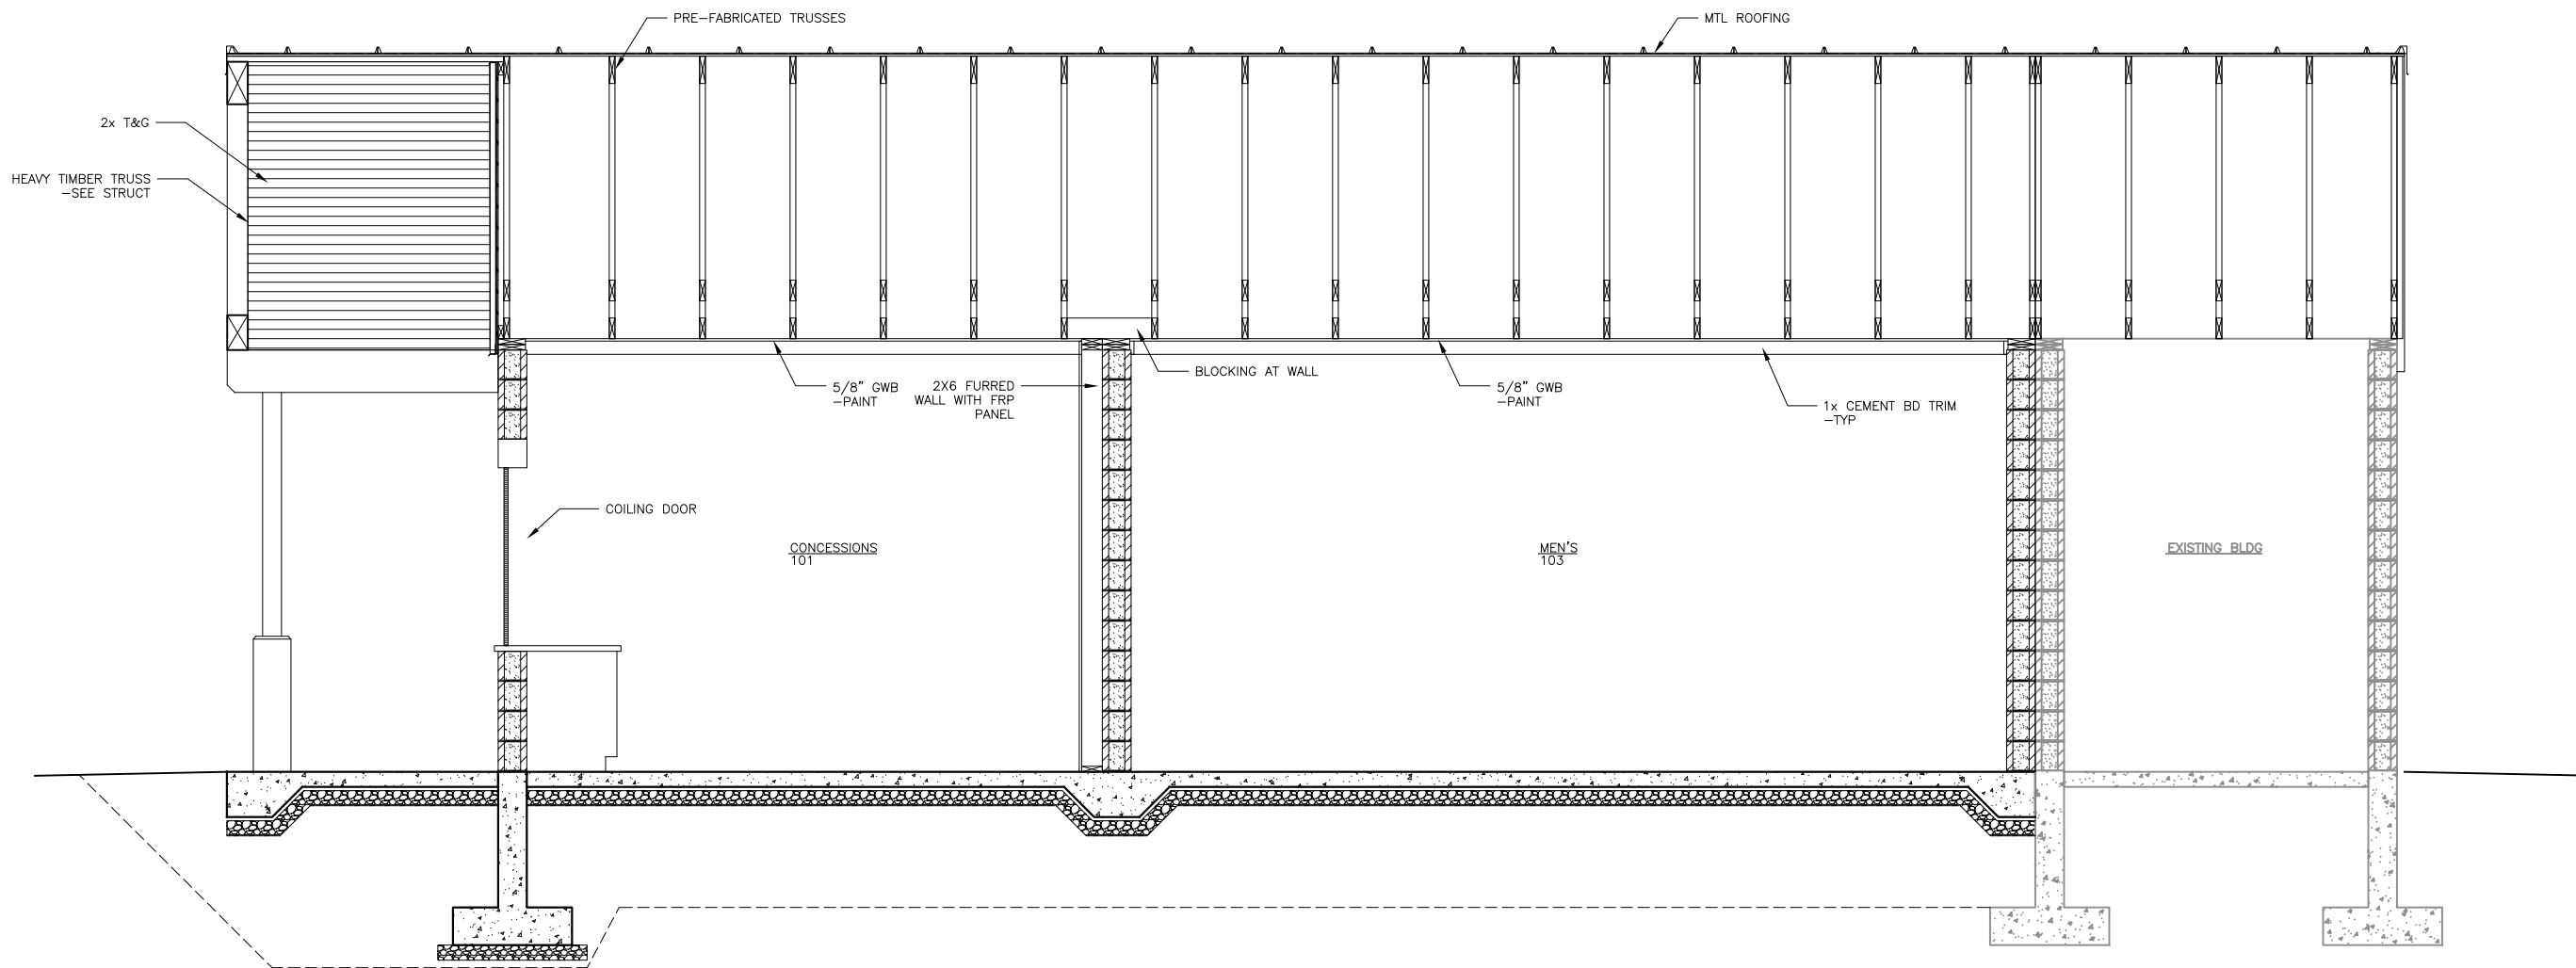 PRE-FABRICATED TRUSSES
MTL ROOFING
2x T&G
HEAVY TIMBER TRUSS
-SEE STRUCT
5/8" GWB
-PAINT
2X6 FURRED
WALL WITH FRP
PANEL
BLOCKING AT WALL
5/8" GWB
-PAINT
1x CEMENT BD TRIM
-TYP
COILING DOOR
CONCESSIONS
101
MEN'S
103
EXISTING BLDG